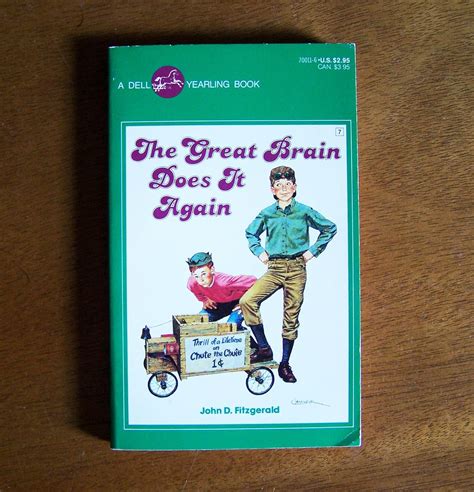 A DELL YEARLING BOOK
70011-6 • U.S. $2.95
CAN. $3.95
7
The Great Brain
Does It
Again
Thrill of a Lifetime
on
Chute the Chute
1¢
John D. Fitzgerald